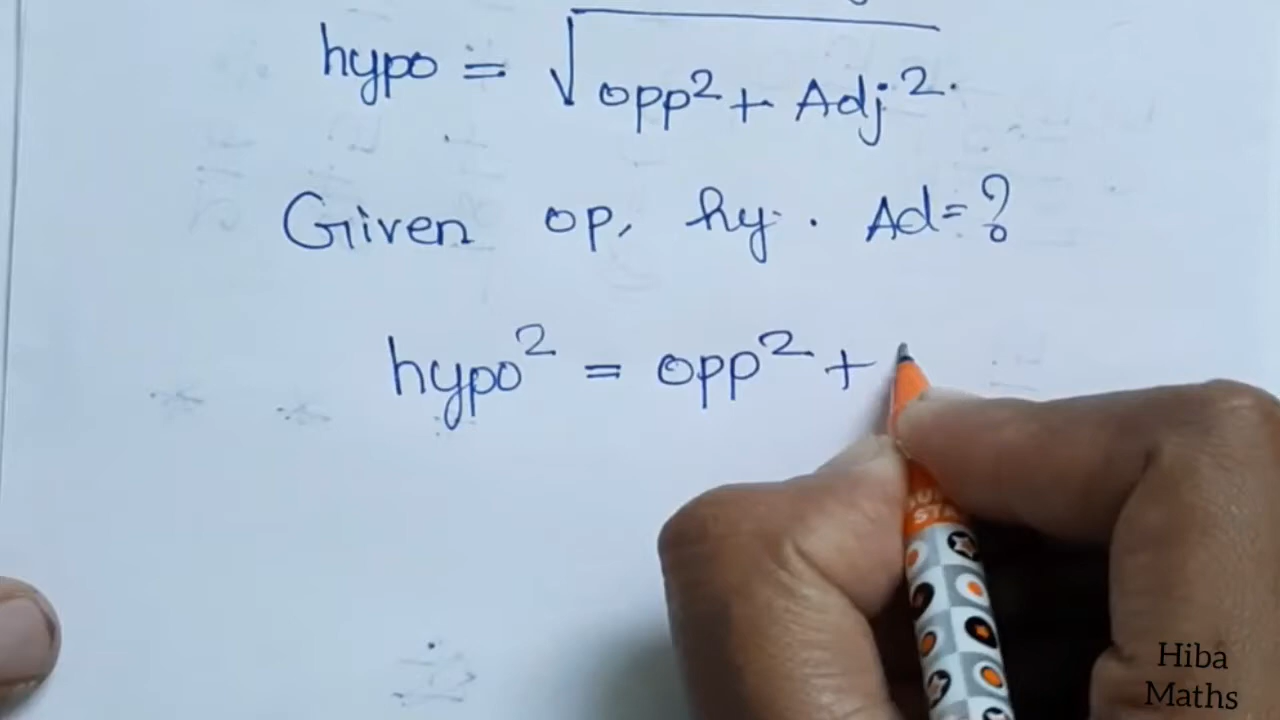 hypo = √opp² + Adj².
Given op, hy. Ad=?
hypo² = opp² +
Hiba
Maths